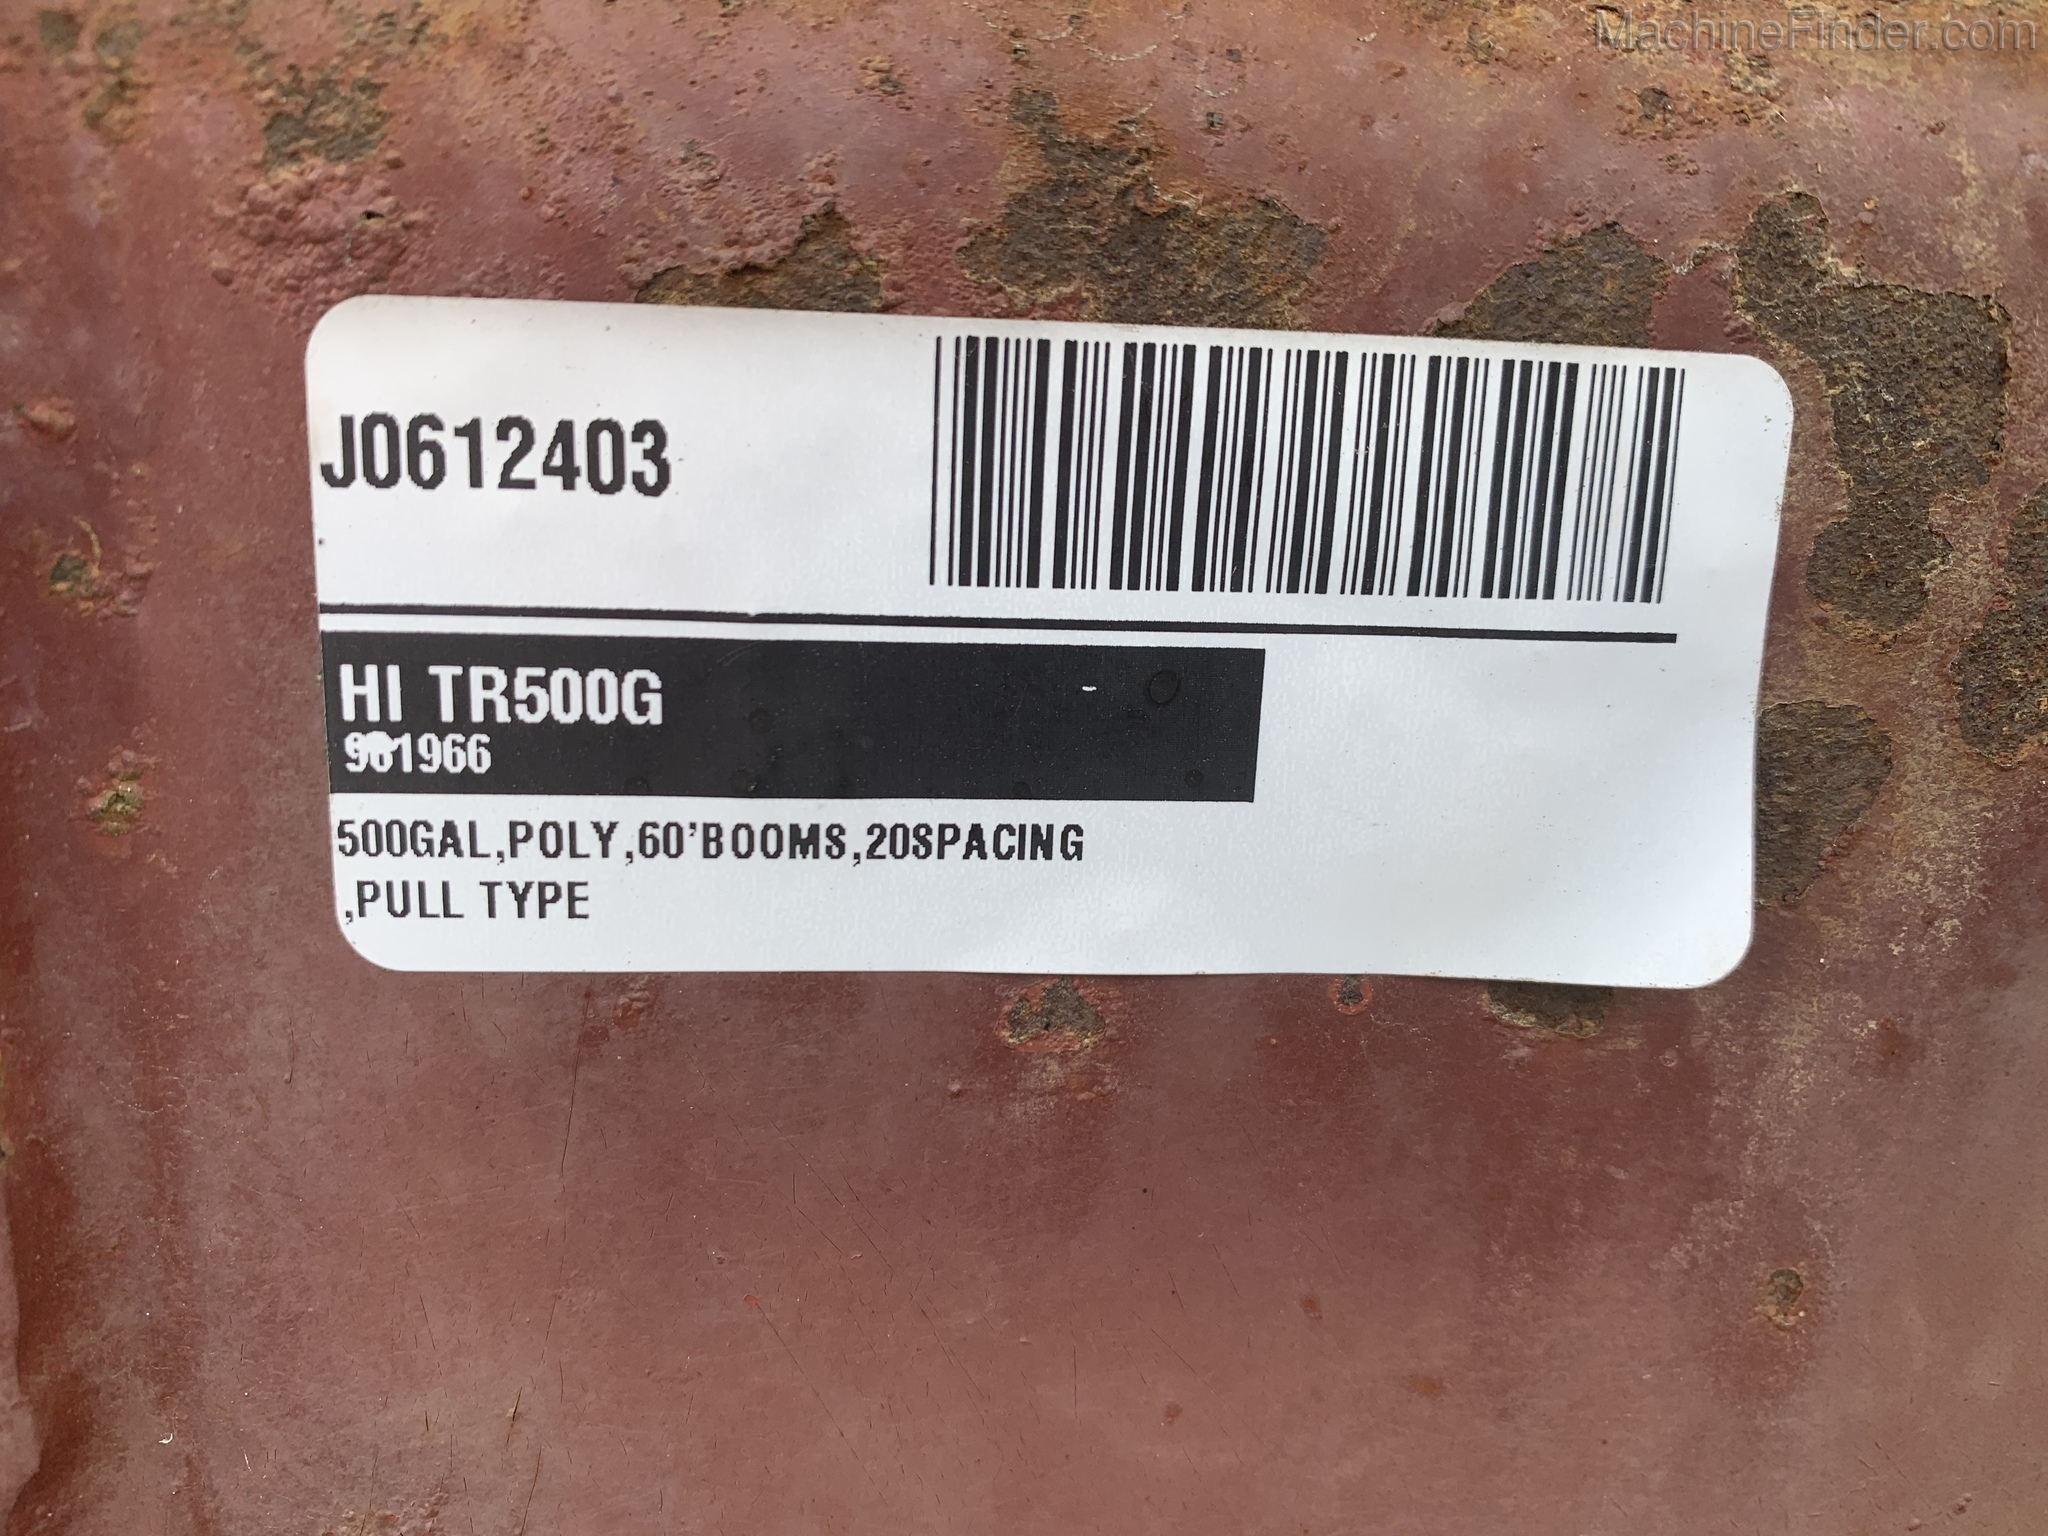 MachineFinder.com
J0612403
HI TR500G
500GAL,POLY,60'BOOMS,20SPACING
,PULL TYPE